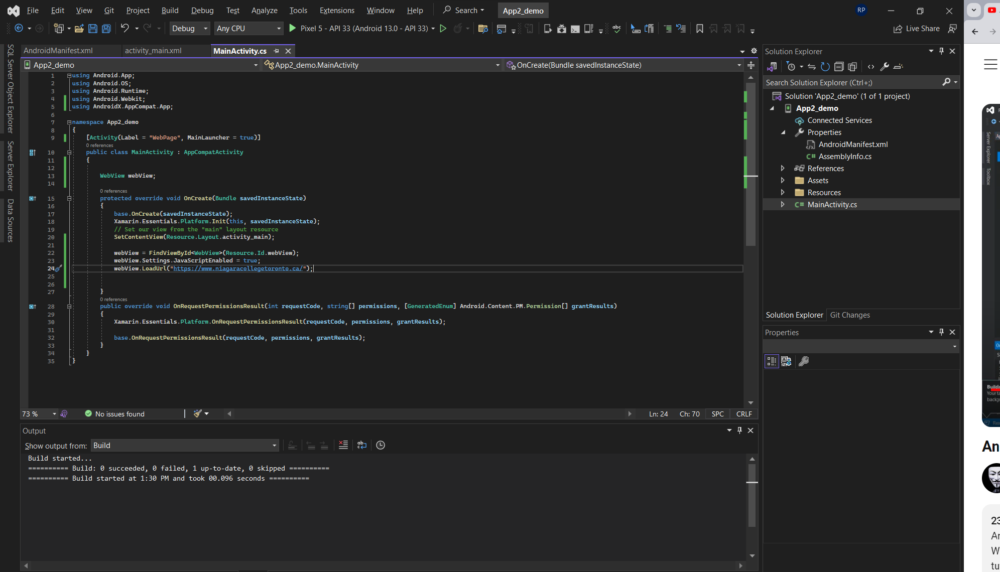 File Edit View Git Project Build Debug Test Analyze Tools Extensions Window Help Search App2_demo RP
Debug Any CPU Pixel 5 - API 33 (Android 13.0 - API 33) Live Share
SQL Server Object Explorer
Server Explorer
Data Sources
AndroidManifest.xml activity_main.xml MainActivity.cs
App2_demo App2_demo.MainActivity OnCreate(Bundle savedInstanceState)
1 using Android.App;
2 using Android.OS;
3 using Android.Runtime;
4 using Android.Webkit;
5 using AndroidX.AppCompat.App;
6
7 namespace App2_demo
8 {
9 [Activity(Label = "WebPage", MainLauncher = true)]
0 references
10 public class MainActivity : AppCompatActivity
11 {
12
13 WebView webView;
14
0 references
15 protected override void OnCreate(Bundle savedInstanceState)
16 {
17 base.OnCreate(savedInstanceState);
18 Xamarin.Essentials.Platform.Init(this, savedInstanceState);
19 // Set our view from the "main" layout resource
20 SetContentView(Resource.Layout.activity_main);
21
22 webView = FindViewById<WebView>(Resource.Id.webView);
23 webView.Settings.JavaScriptEnabled = true;
24 webView.LoadUrl("https://www.niagaracollegetoronto.ca/");
25
26
27 }
0 references
28 public override void OnRequestPermissionsResult(int requestCode, string[] permissions, [GeneratedEnum] Android.Content.PM.Permission[] grantResults)
29 {
30 Xamarin.Essentials.Platform.OnRequestPermissionsResult(requestCode, permissions, grantResults);
31
32 base.OnRequestPermissionsResult(requestCode, permissions, grantResults);
33 }
34 }
35 }
73 % No issues found Ln: 24 Ch: 70 SPC CRLF
Output
Show output from: Build
Build started...
========== Build: 0 succeeded, 0 failed, 1 up-to-date, 0 skipped ==========
========== Build started at 1:30 PM and took 00.096 seconds ==========
Solution Explorer
Search Solution Explorer (Ctrl+;)
Solution 'App2_demo' (1 of 1 project)
App2_demo
Connected Services
Properties
AndroidManifest.xml
AssemblyInfo.cs
References
Assets
Resources
MainActivity.cs
Solution Explorer Git Changes
Properties
Server Explorer
Toolbox
An
23
W
tu